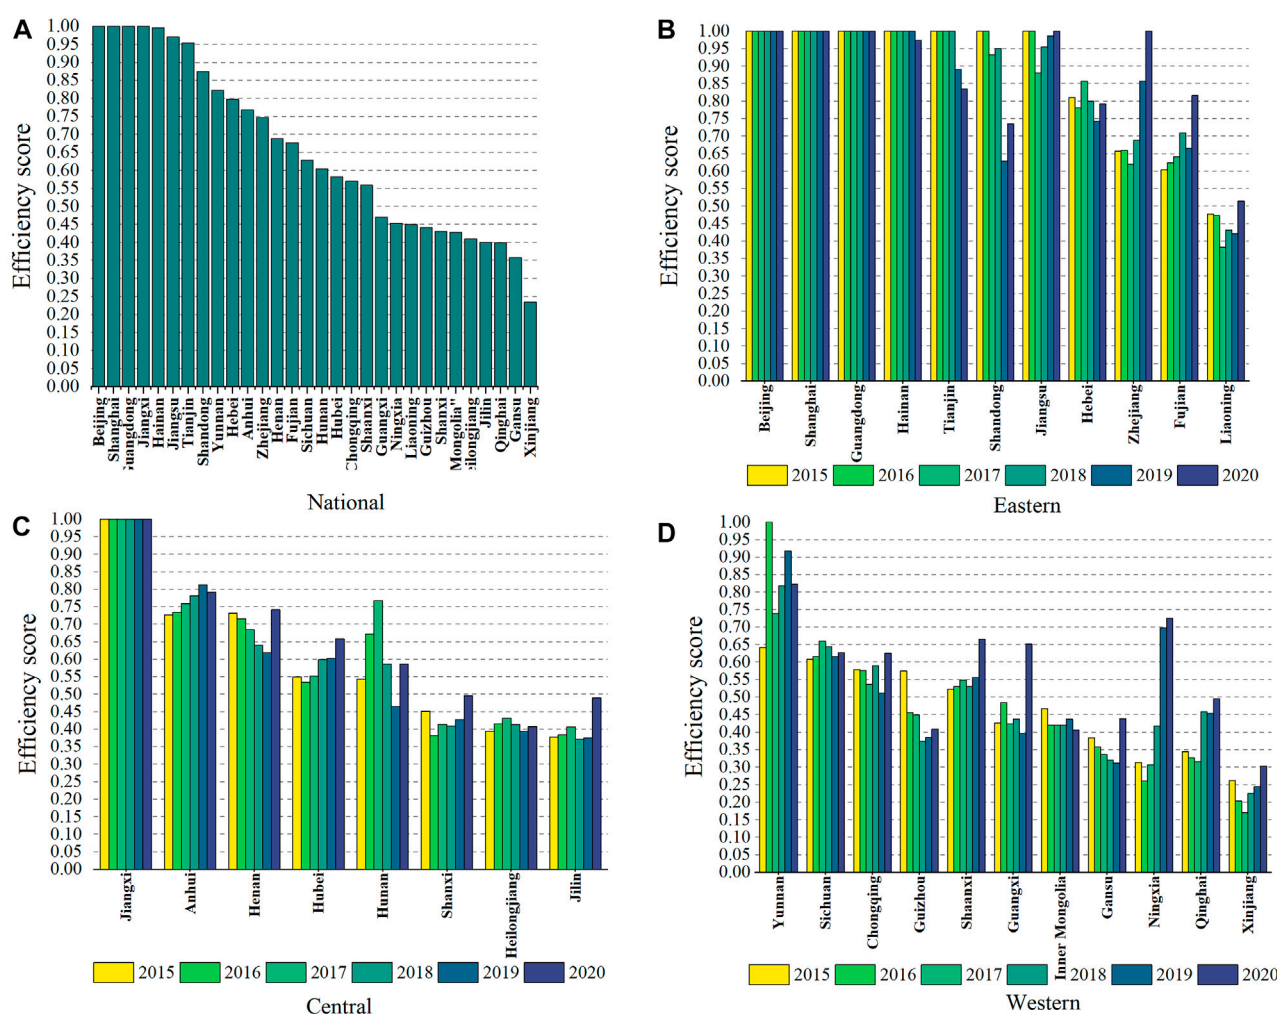 A
Efficiency score
1.00
0.95
0.90
0.85
0.80
0.75
0.70
0.65
0.60
0.55
0.50
0.45
0.40
0.35
0.30
0.25
0.20
0.15
0.10
0.05
0.00
Beijing
Shanghai
Guangdong
Jiangxi
Hainan
Jiangsu
Tianjin
Shandong
Yunnan
Hebei
Anhui
Zhejiang
Henan
Fujian
Sichuan
Hunan
Hubei
Chongqing
Shaanxi
Guangxi
Ningxia
Liaoning
Guizhou
Shanxi
Mongolia"
eilongjiang
Jilin
Qinghai
Gansu
Xinjiang
National
B
Efficiency score
1.00
0.95
0.90
0.85
0.80
0.75
0.70
0.65
0.60
0.55
0.50
0.45
0.40
0.35
0.30
0.25
0.20
0.15
0.10
0.05
0.00
Beijing
Shanghai
Guangdong
Hainan
Tianjin
Shandong
Jiangsu
Hebei
Zhejiang
Fujian
Liaoning
2015 2016 2017 2018 2019 2020
Eastern
C
Efficiency score
1.00
0.95
0.90
0.85
0.80
0.75
0.70
0.65
0.60
0.55
0.50
0.45
0.40
0.35
0.30
0.25
0.20
0.15
0.10
0.05
0.00
Jiangxi
Anhui
Henan
Hubei
Hunan
Shanxi
Heilongjiang
Jilin
2015 2016 2017 2018 2019 2020
Central
D
Efficiency score
1.00
0.95
0.90
0.85
0.80
0.75
0.70
0.65
0.60
0.55
0.50
0.45
0.40
0.35
0.30
0.25
0.20
0.15
0.10
0.05
0.00
Yunnan
Sichuan
Chongqing
Guizhou
Shaanxi
Guangxi
Inner Mongolia
Gansu
Ningxia
Qinghai
Xinjiang
2015 2016 2017 2018 2019 2020
Western